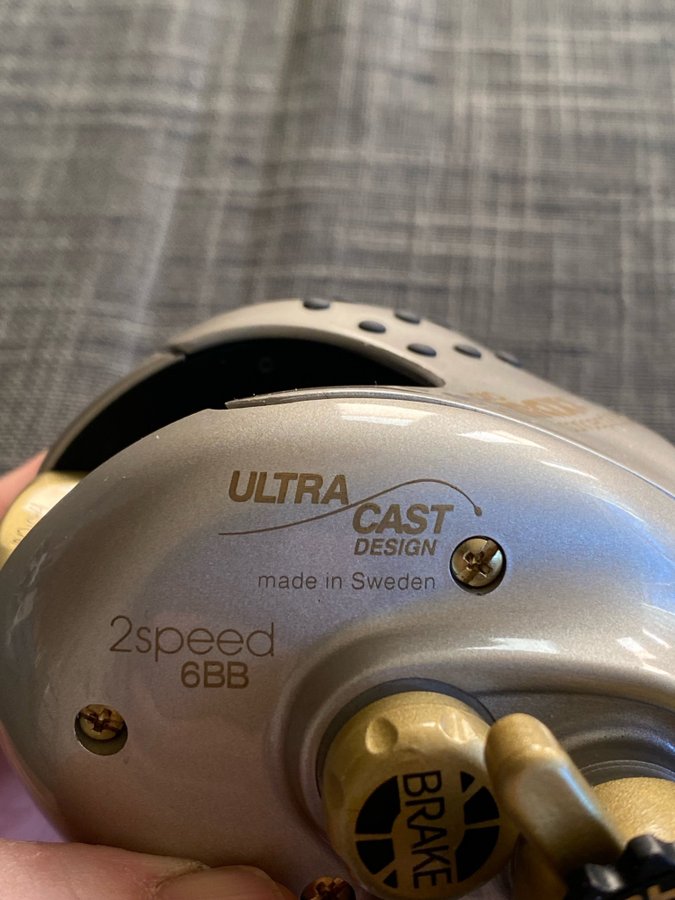 ULTRA
CAST
DESIGN
made in Sweden
2speed
6BB
BRAKE